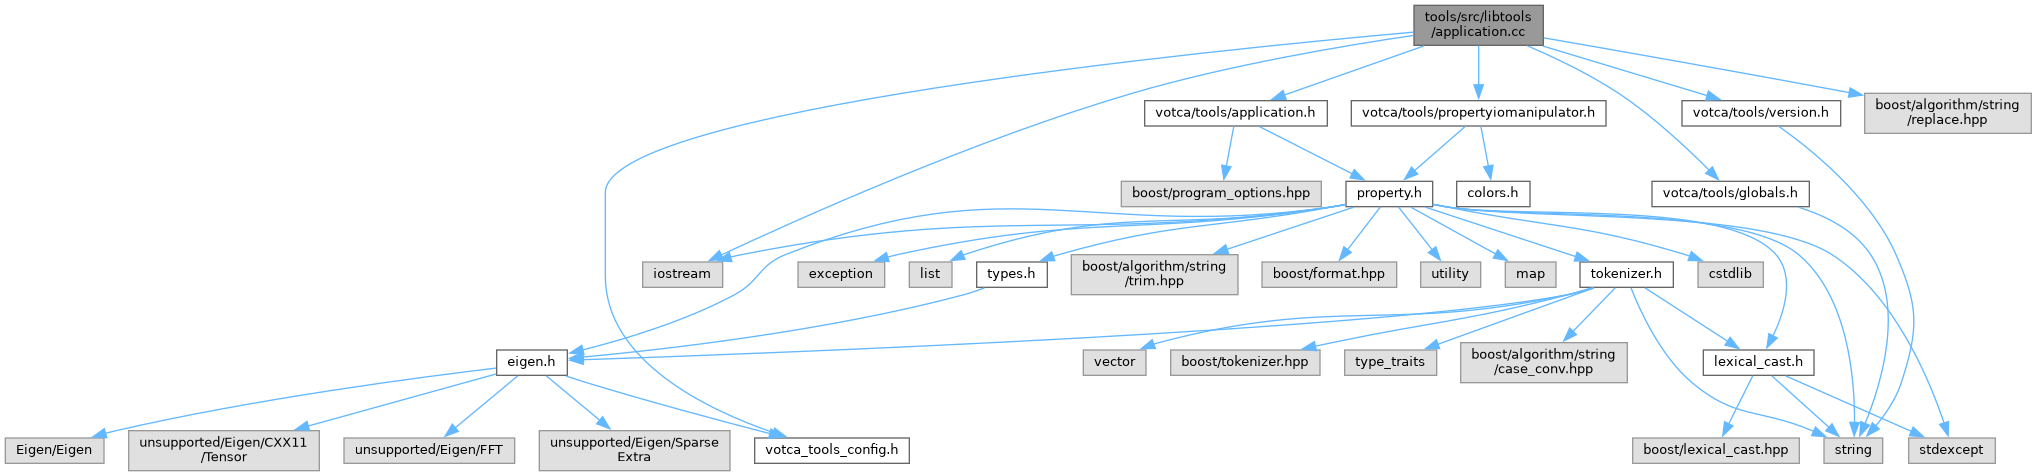 tools/src/libtools
/application.cc
votca/tools/application.h
votca/tools/propertyiomanipulator.h
votca/tools/version.h
boost/algorithm/string
/replace.hpp
boost/program_options.hpp
property.h
colors.h
votca/tools/globals.h
iostream
exception
list
types.h
boost/algorithm/string
/trim.hpp
boost/format.hpp
utility
map
tokenizer.h
cstdlib
eigen.h
vector
boost/tokenizer.hpp
type_traits
boost/algorithm/string
/case_conv.hpp
lexical_cast.h
Eigen/Eigen
unsupported/Eigen/CXX11
/Tensor
unsupported/Eigen/FFT
unsupported/Eigen/Sparse
Extra
votca_tools_config.h
boost/lexical_cast.hpp
string
stdexcept